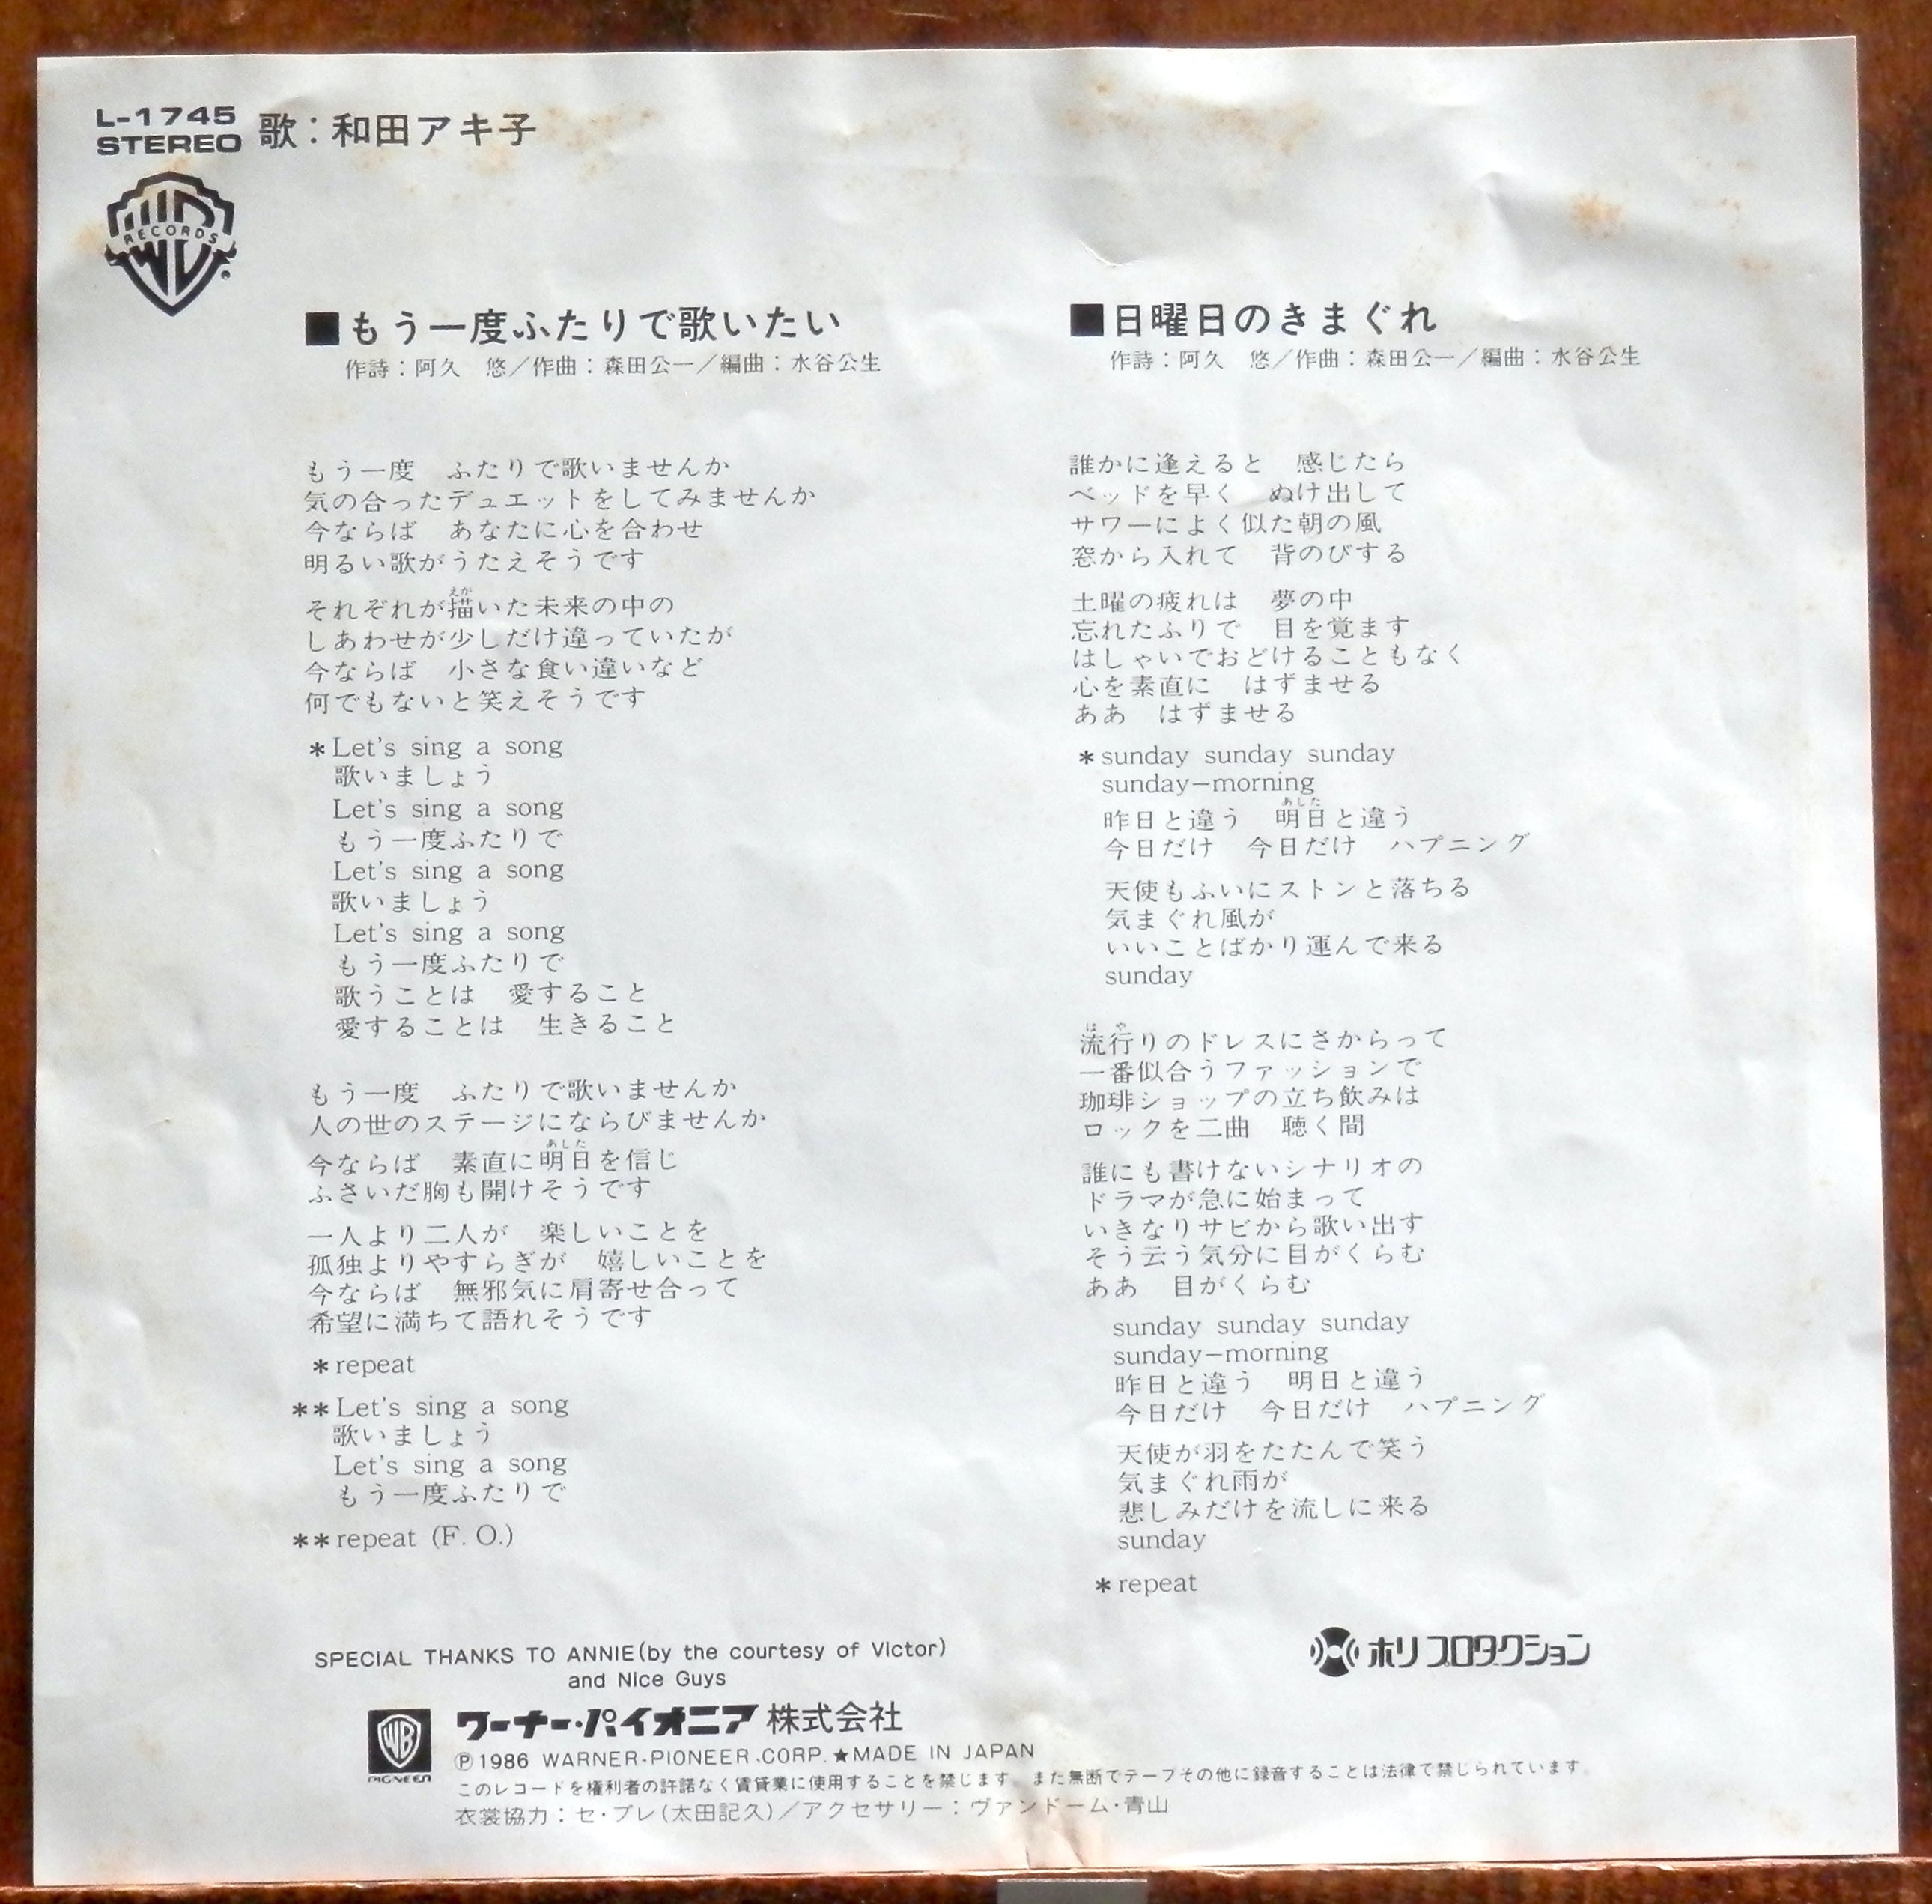 L-1745
STEREO
歌：和田アキ子
RECORDS
■もう一度ふたりで歌いたい
作詩：阿久　悠／作曲：森田公一／編曲：水谷公生
もう一度　ふたりで歌いませんか
気の合ったデュエットをしてみませんか
今ならば　あなたに心を合わせ
明るい歌がうたえそうです
えが
それぞれが描いた未来の中の
しあわせが少しだけ違っていたが
今ならば　小さな食い違いなど
何でもないと笑えそうです
＊Let's sing a song
歌いましょう
Let's sing a song
もう一度ふたりで
Let's sing a song
歌いましょう
Let's sing a song
もう一度ふたりで
歌うことは　愛すること
愛することは　生きること
もう一度　ふたりで歌いませんか
人の世のステージにならびませんか
あした
今ならば　素直に明日を信じ
ふさいだ胸も開けそうです
一人より二人が　楽しいことを
孤独よりやすらぎが　嬉しいことを
今ならば　無邪気に肩寄せ合って
希望に満ちて語れそうです
＊repeat
＊＊Let's sing a song
歌いましょう
Let's sing a song
もう一度ふたりで
＊＊repeat (F. O.)
■日曜日のきまぐれ
作詩：阿久　悠／作曲：森田公一／編曲：水谷公生
誰かに逢えると　感じたら
ベッドを早く　ぬけ出して
サワーによく似た朝の風
窓から入れて　背のびする
土曜の疲れは　夢の中
忘れたふりで　目を覚ます
はしゃいでおどけることもなく
心を素直に　はずませる
ああ　はずませる
＊sunday sunday sunday
sunday−morning
あした
昨日と違う　明日と違う
今日だけ　今日だけ　ハプニング
天使もふいにストンと落ちる
気まぐれ風が
いいことばかり運んで来る
sunday
はや
流行りのドレスにさからって
一番似合うファッションで
珈琲ショップの立ち飲みは
ロックを二曲　聴く間
誰にも書けないシナリオの
ドラマが急に始まって
いきなりサビから歌い出す
そう云う気分に目がくらむ
ああ　目がくらむ
sunday sunday sunday
sunday−morning
昨日と違う　明日と違う
今日だけ　今日だけ　ハプニング
天使が羽をたたんで笑う
気まぐれ雨が
悲しみだけを流しに来る
sunday
＊repeat
SPECIAL THANKS TO ANNIE(by the courtesy of Victor)
and Nice Guys
ホリプロダクション
WB
PIONEER
ワーナー・パイオニア株式会社
Ⓟ1986 WARNER-PIONEER CORP. ★MADE IN JAPAN
このレコードを権利者の許諾なく賃貸業に使用することを禁じます。また無断でテープその他に録音することは法律で禁じられています。
衣裳協力：セ・プレ(太田記久)／アクセサリー：ヴァンドーム・青山